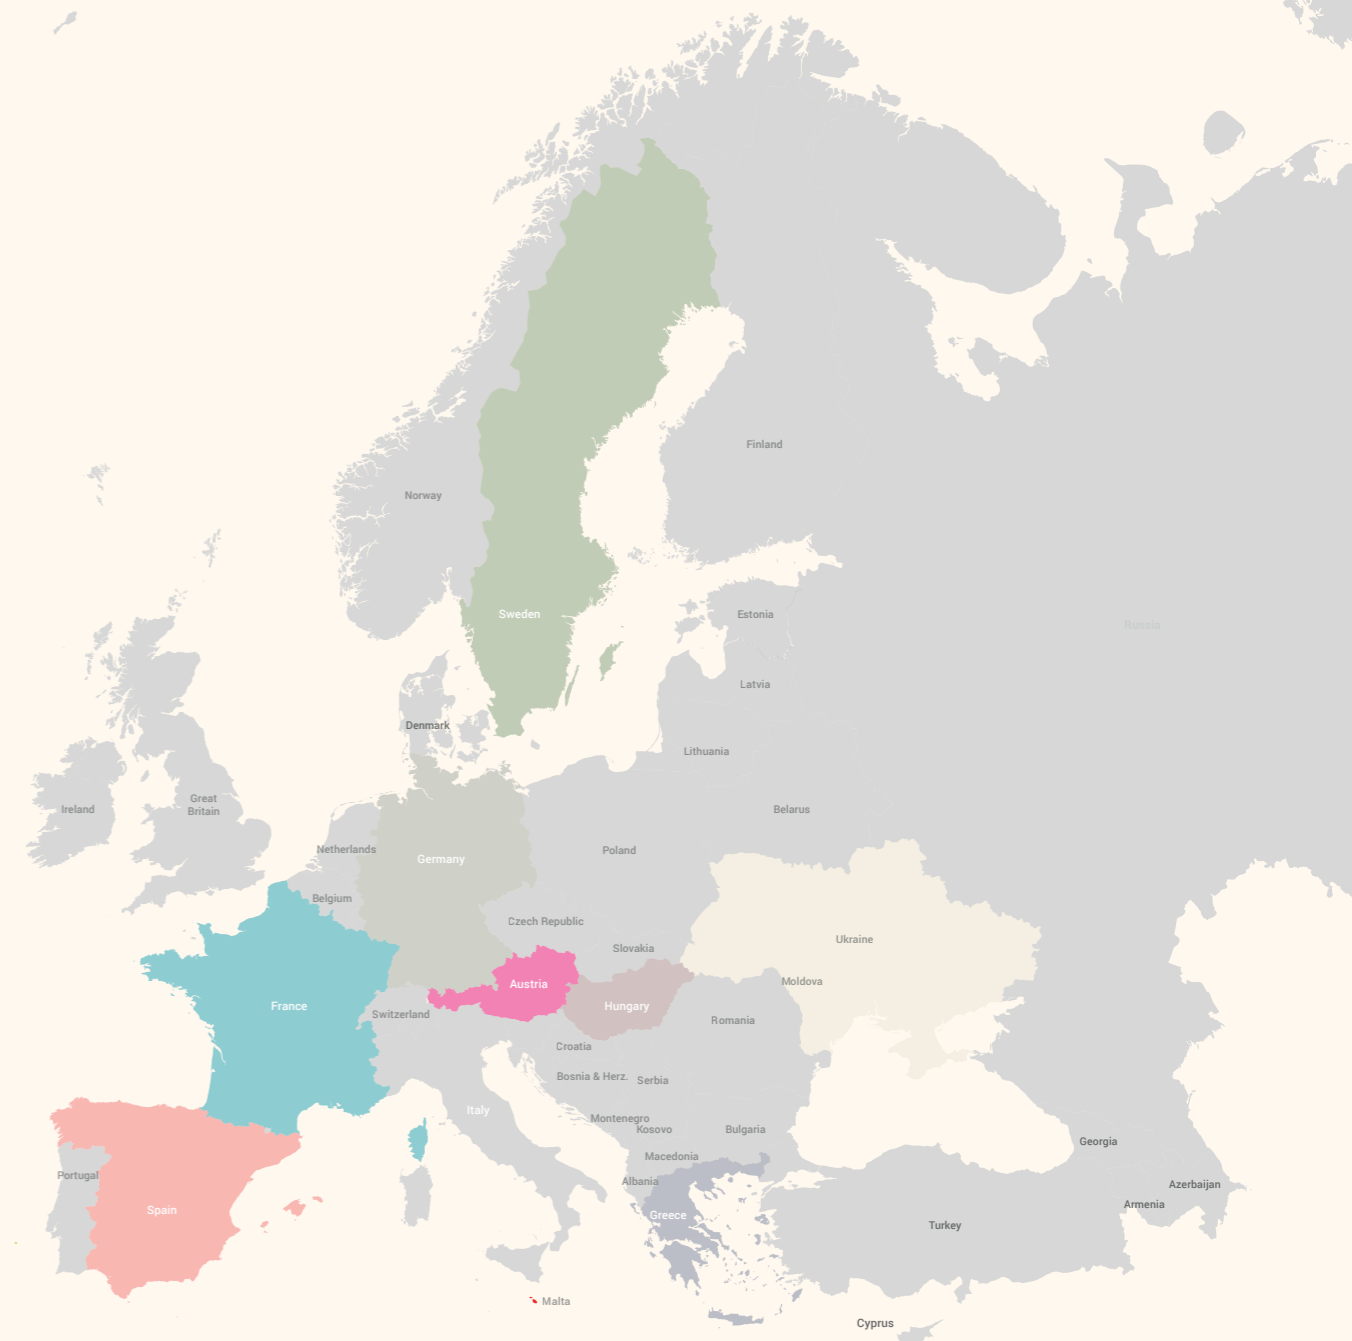 Finland
Norway
Sweden
Estonia
Russia
Latvia
Denmark
Lithuania
Great
Britain
Ireland
Belarus
Netherlands
Germany
Poland
Belgium
Czech Republic
Ukraine
Slovakia
Austria
Moldova
France
Hungary
Switzerland
Romania
Croatia
Bosnia & Herz.
Serbia
Italy
Montenegro
Kosovo
Bulgaria
Georgia
Macedonia
Portugal
Albania
Azerbaijan
Armenia
Spain
Greece
Turkey
Malta
Cyprus